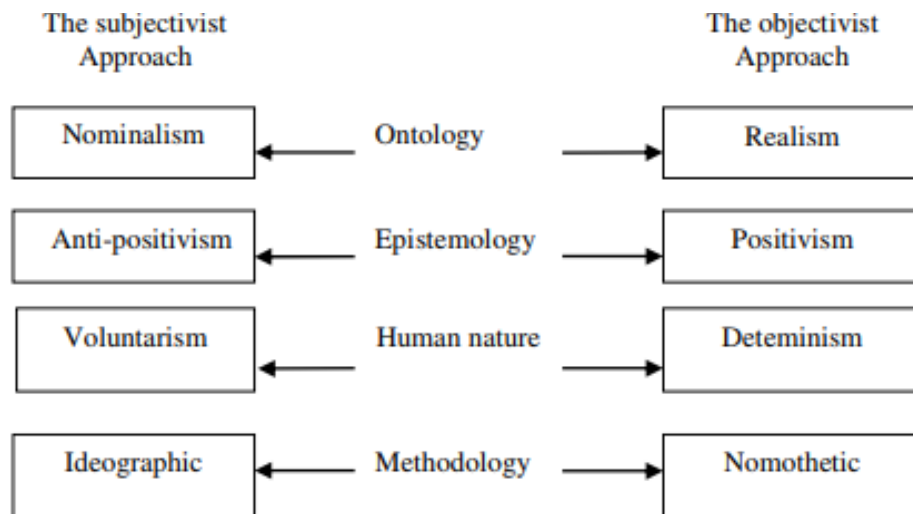 The subjectivist
Approach
The objectivist
Approach
Nominalism
Ontology
Realism
Anti-positivism
Epistemology
Positivism
Voluntarism
Human nature
Deteminism
Ideographic
Methodology
Nomothetic